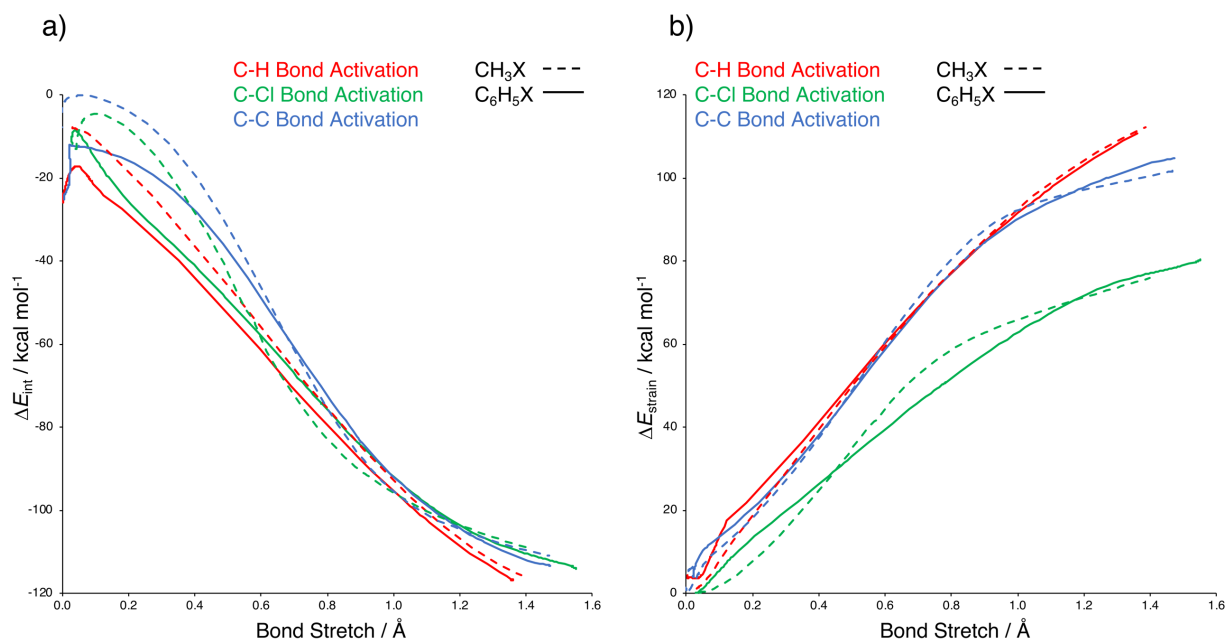 a)
C-H Bond Activation
C-Cl Bond Activation
C-C Bond Activation
CH₃X
C₆H₅X
0
-20
-40
-60
-80
-100
-120
0.0 0.2 0.4 0.6 0.8 1.0 1.2 1.4 1.6
ΔE_int / kcal mol⁻¹
Bond Stretch / Å
b)
C-H Bond Activation
C-Cl Bond Activation
C-C Bond Activation
CH₃X
C₆H₅X
120
100
80
60
40
20
0
0.0 0.2 0.4 0.6 0.8 1.0 1.2 1.4 1.6
ΔE_strain / kcal mol⁻¹
Bond Stretch / Å